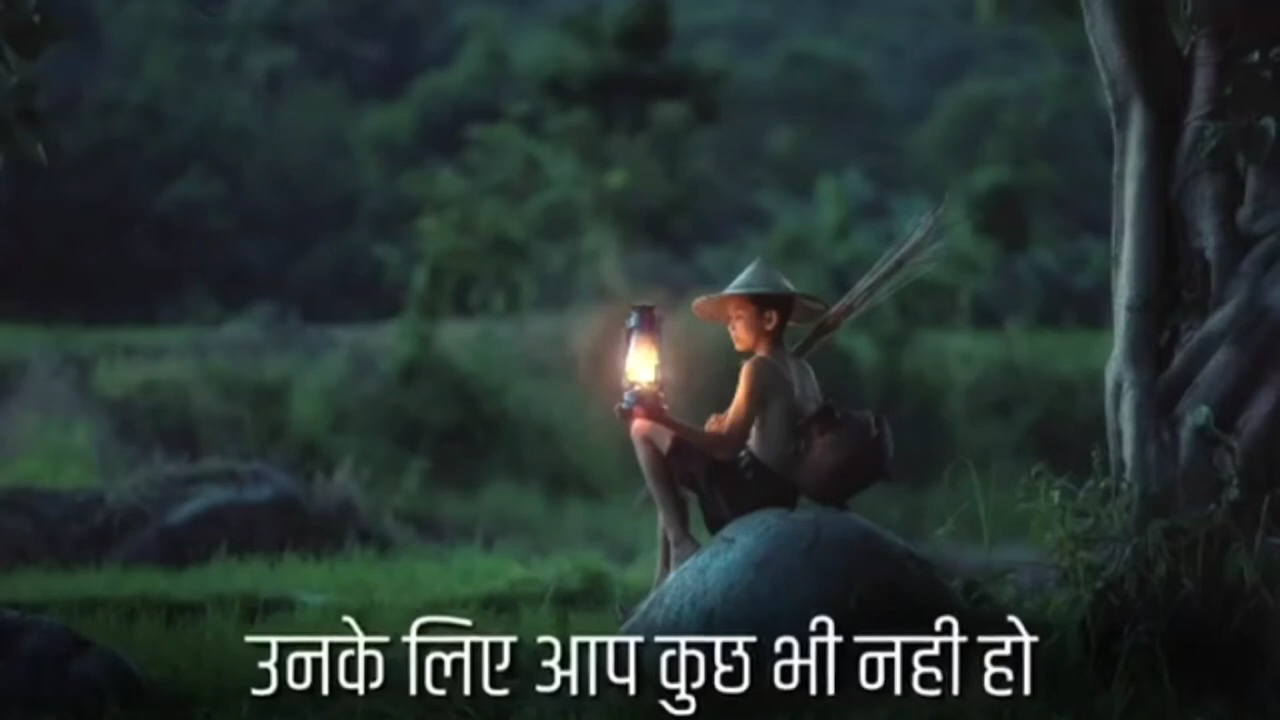 उनके लिए आप कुछ भी नही हो